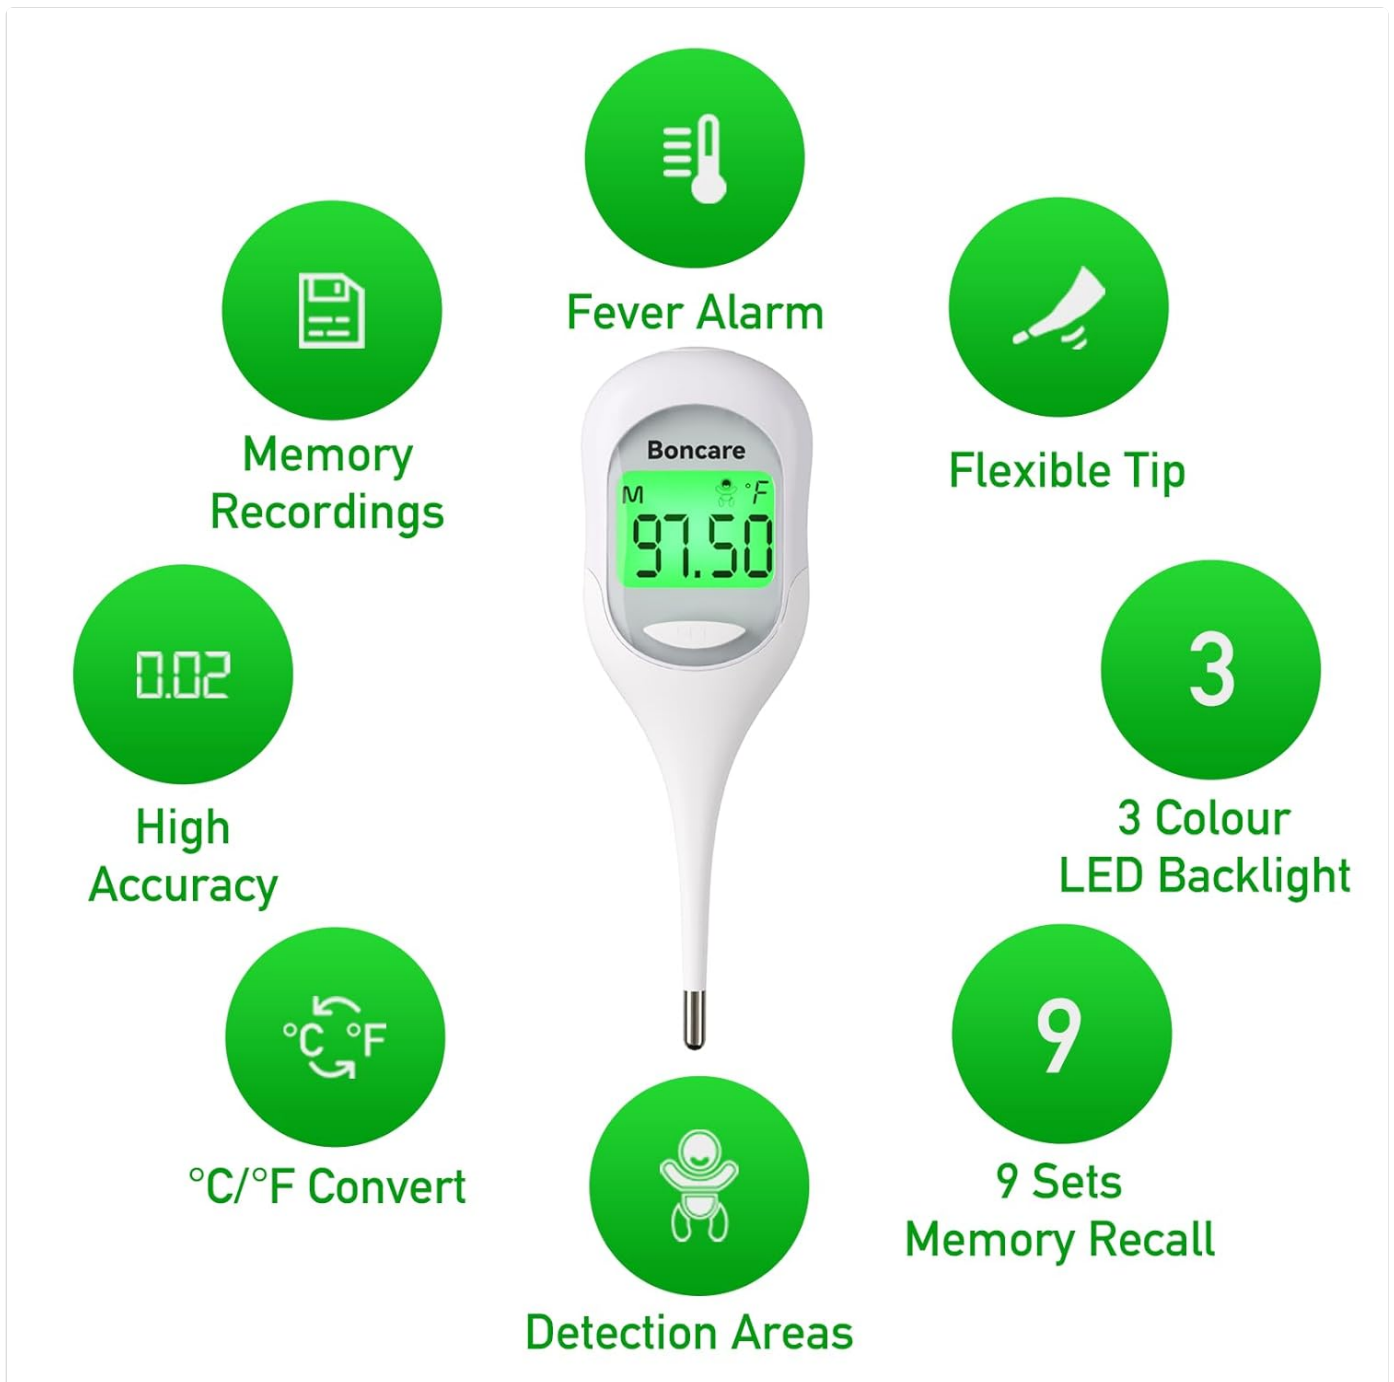 Fever Alarm
Memory
Recordings
Flexible Tip
Boncare
M °F
97.50
0.02
High
Accuracy
3
3 Colour
LED Backlight
°C °F
°C/°F Convert
9
9 Sets
Memory Recall
Detection Areas